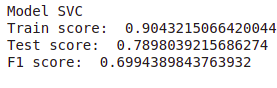 Model SVC
Train score:  0.9043215066420044
Test score:  0.7898039215686274
F1 score:  0.6994389843763932